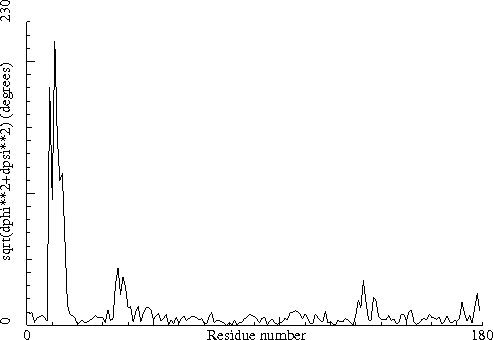 230
sqrt(dphi**2+dpsi**2) (degrees)
0
0
Residue number
180